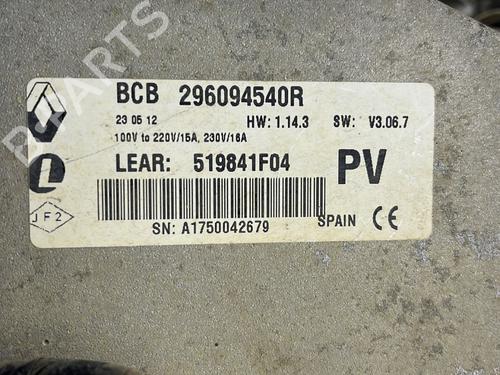 BCB 296094540R
23 05 12 HW: 1.14.3 SW: V3.06.7
100V to 220V/15A, 230V/16A
LEAR: 519841F04 PV
JF2
SN: A1750042679 SPAIN CE